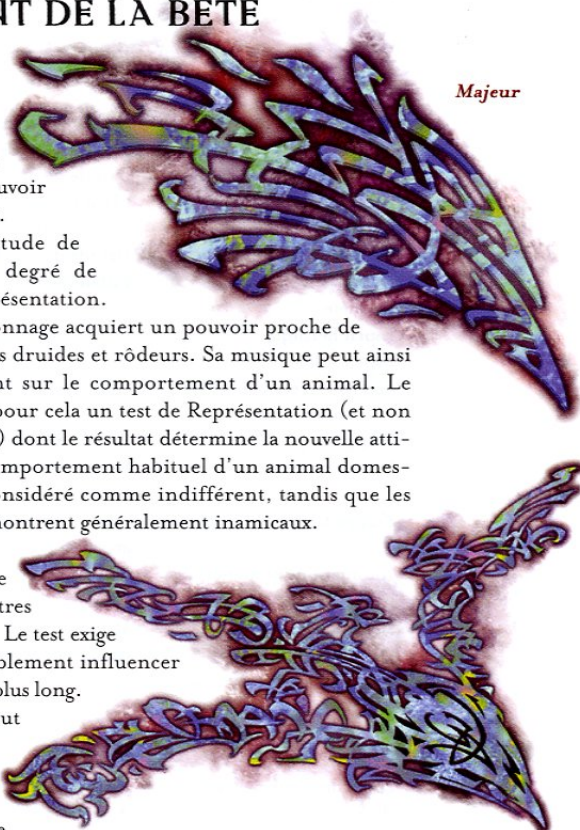 NT DE LA BÊTE
Majeur
uvoir
.
tude de
degré de
ésentation.
onnage acquiert un pouvoir proche de
s druides et rôdeurs. Sa musique peut ainsi
nt sur le comportement d'un animal. Le
pour cela un test de Représentation (et non
) dont le résultat détermine la nouvelle atti-
mportement habituel d'un animal domes-
onsidéré comme indifférent, tandis que les
montrent généralement inamicaux.
e
tres
Le test exige
blement influencer
plus long.
ut